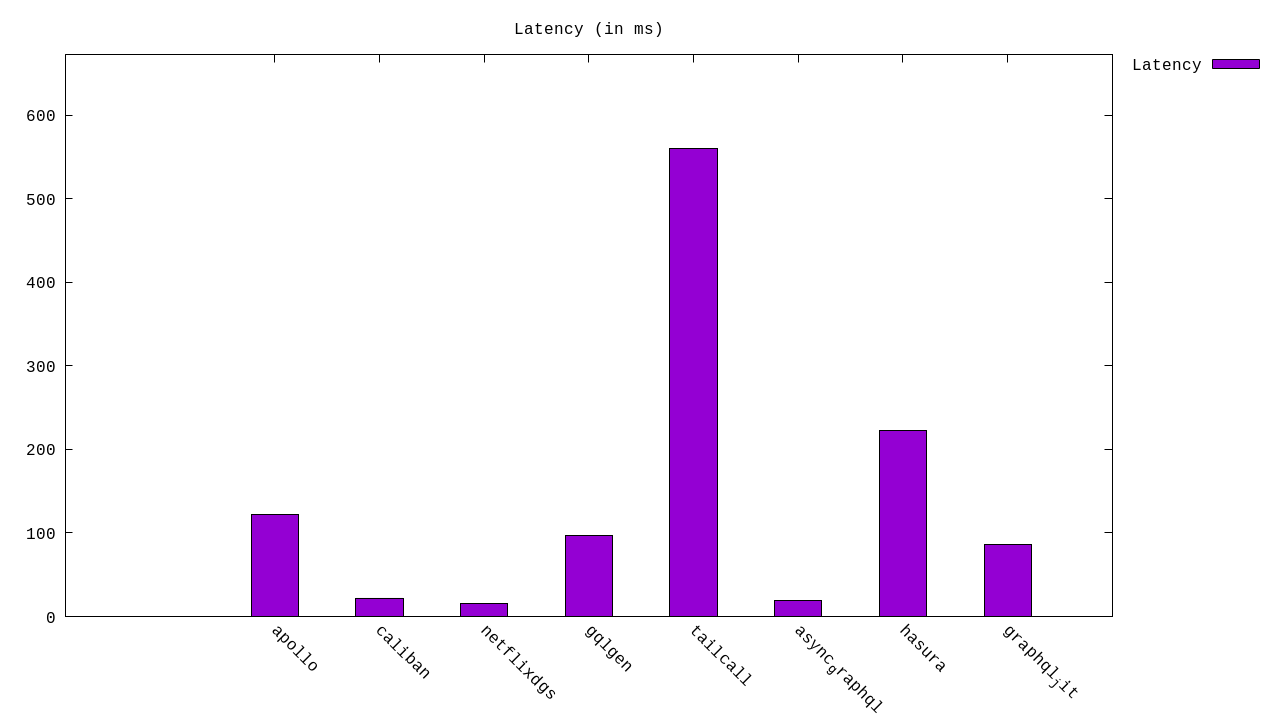 Latency (in ms)
Latency
600
500
400
300
200
100
0
apollo
caliban
netflixdgs
gqlgen
tailcall
async_graphql
hasura
graphql_jit